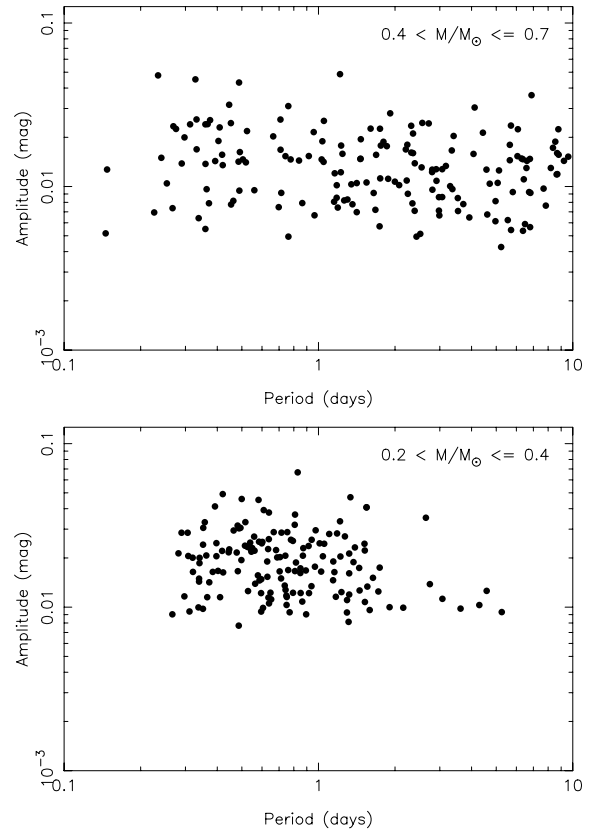 0.4 < M/M⊙ <= 0.7
0.1
0.01
10⁻³
Amplitude (mag)
0.1 1 10
Period (days)
0.2 < M/M⊙ <= 0.4
0.1
0.01
10⁻³
Amplitude (mag)
0.1 1 10
Period (days)